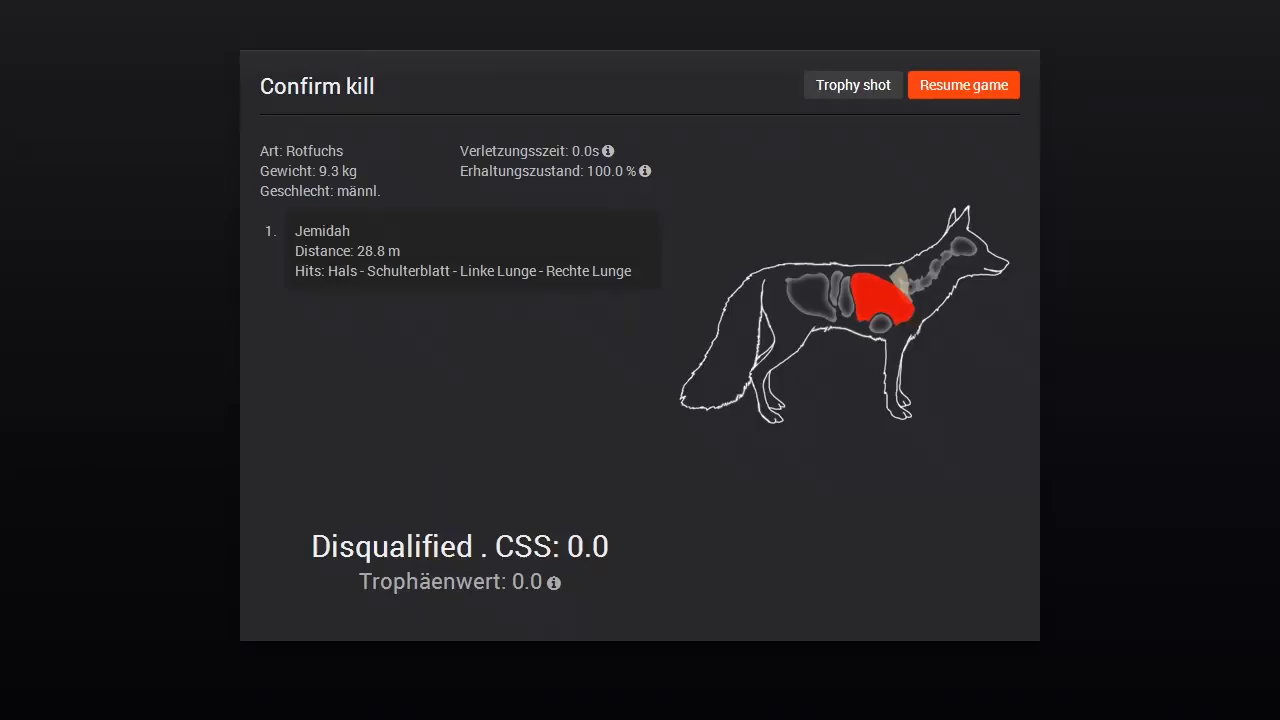 Confirm kill
Trophy shot
Resume game
Art: Rotfuchs
Gewicht: 9.3 kg
Geschlecht: männl.
Verletzungsszeit: 0.0s
Erhaltungszustand: 100.0 %
1.
Jemidah
Distance: 28.8 m
Hits: Hals - Schulterblatt - Linke Lunge - Rechte Lunge
Disqualified . CSS: 0.0
Trophäenwert: 0.0